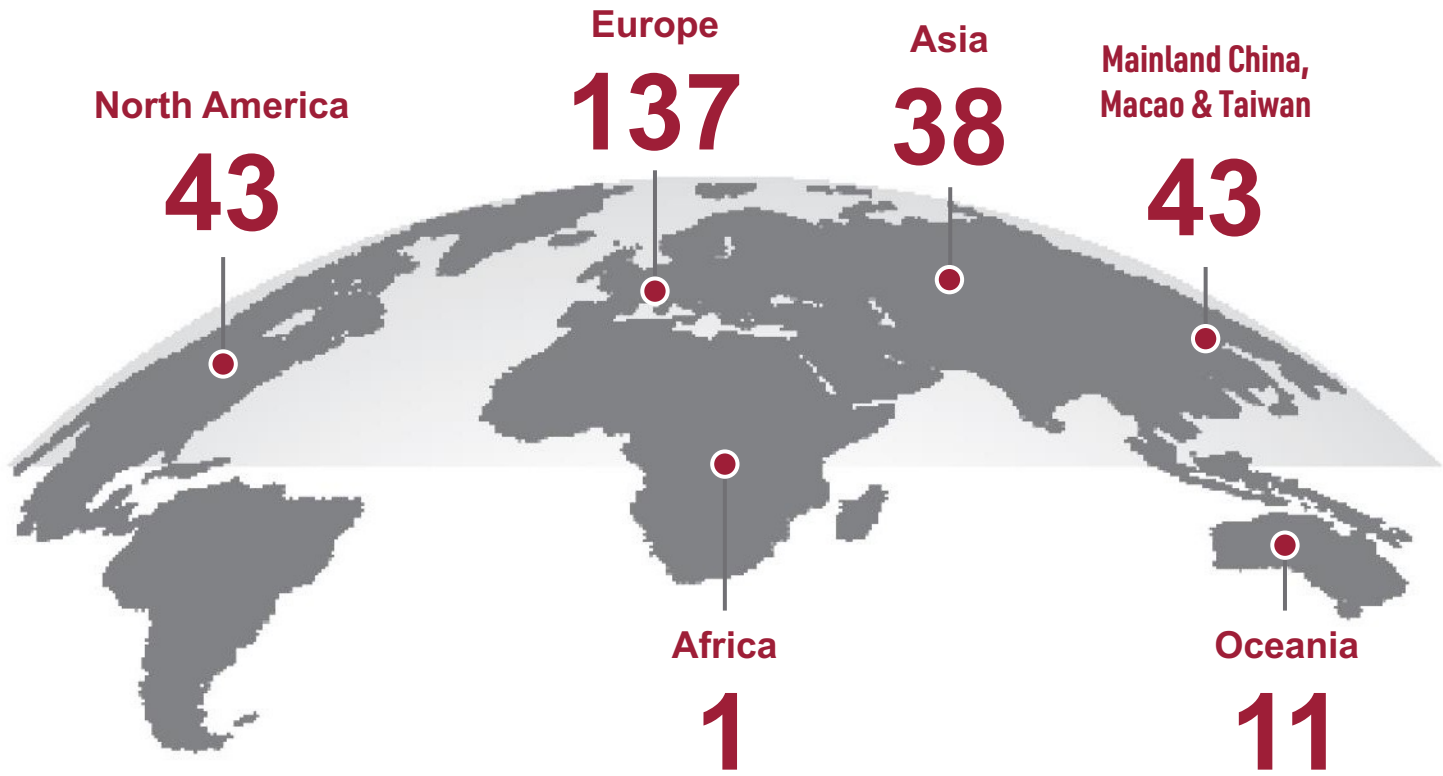 North America
43
Europe
137
Asia
38
Mainland China,
Macao & Taiwan
43
Africa
1
Oceania
11